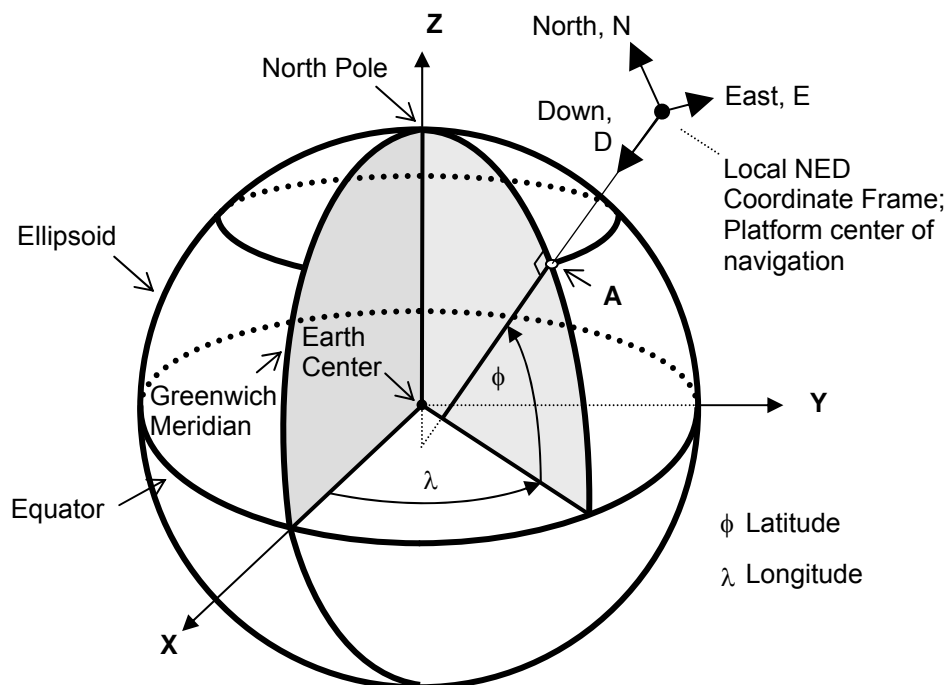 Z
North, N
North Pole
East, E
Down,
D
Local NED
Coordinate Frame;
Platform center of
navigation
Ellipsoid
A
Earth
Center
ϕ
Greenwich
Meridian
Y
λ
Equator
ϕ Latitude
λ Longitude
X